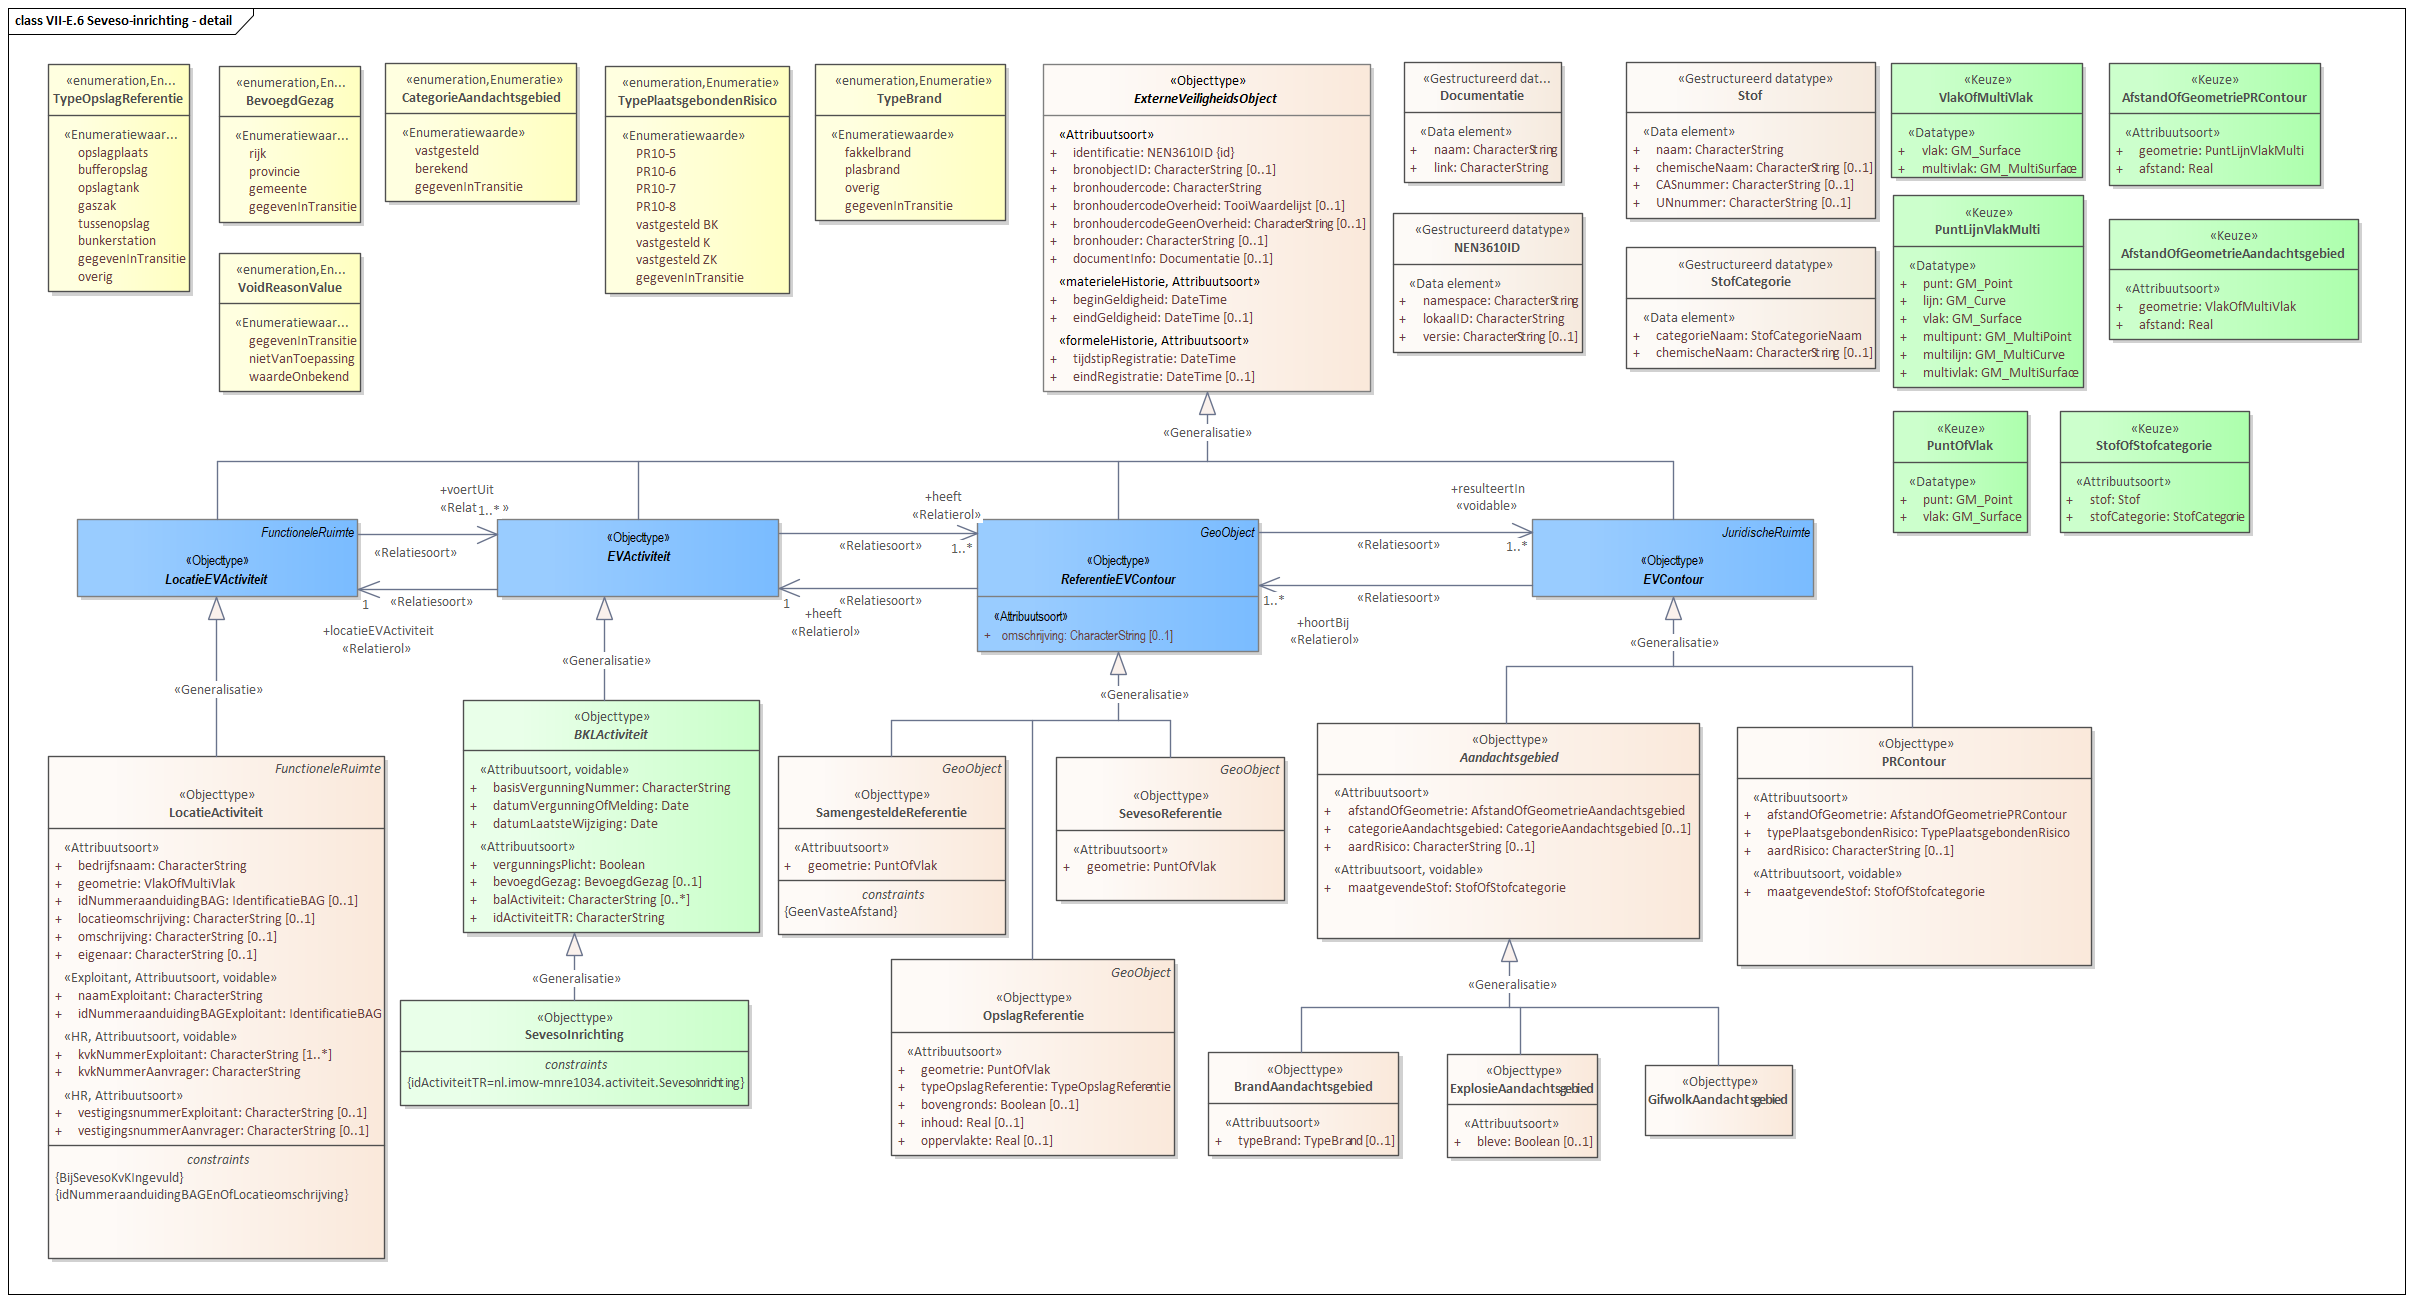 class VII-E.6 Seveso-inrichting - detail
«enumeration,En...
TypeOpslagReferentie
«Enumeratiewaar...
opslagplaats
bufferopslag
opslagtank
gaszak
tussenopslag
bunkerstation
gegevenInTransitie
overig
«enumeration,En...
BevoegdGezag
«Enumeratiewaar...
rijk
provincie
gemeente
gegevenInTransitie
«enumeration,En...
VoidReasonValue
«Enumeratiewaar...
gegevenInTransitie
nietVanToepassing
waardeOnbekend
«enumeration,Enumeratie»
CategorieAandachtsgebied
«Enumeratiewaarde»
vastgesteld
berekend
gegevenInTransitie
«enumeration,Enumeratie»
TypePlaatsgebondenRisico
«Enumeratiewaarde»
PR10-5
PR10-6
PR10-7
PR10-8
vastgesteld BK
vastgesteld K
vastgesteld ZK
gegevenInTransitie
«enumeration,Enumeratie»
TypeBrand
«Enumeratiewaarde»
fakkelbrand
plasbrand
overig
gegevenInTransitie
«Objecttype»
ExterneVeiligheidsObject
«Attribuutsoort»
+ identificatie: NEN3610ID {id}
+ bronobjectID: CharacterString [0..1]
+ bronhoudercode: CharacterString
+ bronhoudercodeOverheid: TooiWaardelijst [0..1]
+ bronhoudercodeGeenOverheid: CharacterString [0..1]
+ bronhouder: CharacterString [0..1]
+ documentInfo: Documentatie [0..1]
«materieleHistorie, Attribuutsoort»
+ beginGeldigheid: DateTime
+ eindGeldigheid: DateTime [0..1]
«formeleHistorie, Attribuutsoort»
+ tijdstipRegistratie: DateTime
+ eindRegistratie: DateTime [0..1]
«Gestructureerd dat...
Documentatie
«Data element»
+ naam: CharacterString
+ link: CharacterString
«Gestructureerd datatype»
NEN3610ID
«Data element»
+ namespace: CharacterString
+ lokaalID: CharacterString
+ versie: CharacterString [0..1]
«Gestructureerd datatype»
Stof
«Data element»
+ naam: CharacterString
+ chemischeNaam: CharacterString [0..1]
+ CASnummer: CharacterString [0..1]
+ UNnummer: CharacterString [0..1]
«Gestructureerd datatype»
StofCategorie
«Data element»
+ categorieNaam: StofCategorieNaam
+ chemischeNaam: CharacterString [0..1]
«Keuze»
VlakOfMultiVlak
«Datatype»
+ vlak: GM_Surface
+ multivlak: GM_MultiSurface
«Keuze»
PuntLijnVlakMulti
«Datatype»
+ punt: GM_Point
+ lijn: GM_Curve
+ vlak: GM_Surface
+ multipunt: GM_MultiPoint
+ multilijn: GM_MultiCurve
+ multivlak: GM_MultiSurface
«Keuze»
AfstandOfGeometriePRContour
«Attribuutsoort»
+ geometrie: PuntLijnVlakMulti
+ afstand: Real
«Keuze»
AfstandOfGeometrieAandachtsgebied
«Attribuutsoort»
+ geometrie: VlakOfMultiVlak
+ afstand: Real
«Keuze»
PuntOfVlak
«Datatype»
+ punt: GM_Point
+ vlak: GM_Surface
«Keuze»
StofOfStofcategorie
«Attribuutsoort»
+ stof: Stof
+ stofCategorie: StofCategorie
«Generalisatie»
FunctioneleRuimte
«Objecttype»
LocatieEVActiviteit
+voertUit
«Relat 1..* »
«Relatiesoort»
«Relatiesoort»
1
+locatieEVActiviteit
«Relatierol»
«Objecttype»
EVActiviteit
+heeft
«Relatierol»
«Relatiesoort»
1..*
«Relatiesoort»
1
+heeft
«Relatierol»
GeoObject
«Objecttype»
ReferentieEVContour
«Attribuutsoort»
+ omschrijving: CharacterString [0..1]
+resulteertIn
«voidable»
«Relatiesoort»
1..*
«Relatiesoort»
1..*
+hoortBij
«Relatierol»
JuridischeRuimte
«Objecttype»
EVContour
«Generalisatie»
«Generalisatie»
«Generalisatie»
«Generalisatie»
FunctioneleRuimte
«Objecttype»
LocatieActiviteit
«Attribuutsoort»
+ bedrijfsnaam: CharacterString
+ geometrie: VlakOfMultiVlak
+ idNummeraanduidingBAG: IdentificatieBAG [0..1]
+ locatieomschrijving: CharacterString [0..1]
+ omschrijving: CharacterString [0..1]
+ eigenaar: CharacterString [0..1]
«Exploitant, Attribuutsoort, voidable»
+ naamExploitant: CharacterString
+ idNummeraanduidingBAGExploitant: IdentificatieBAG
«HR, Attribuutsoort, voidable»
+ kvkNummerExploitant: CharacterString [1..*]
+ kvkNummerAanvrager: CharacterString
«HR, Attribuutsoort»
+ vestigingsnummerExploitant: CharacterString [0..1]
+ vestigingsnummerAanvrager: CharacterString [0..1]
constraints
{BijSevesoKvKIngevuld}
{idNummeraanduidingBAGEnOfLocatieomschrijving}
«Objecttype»
BKLActiviteit
«Attribuutsoort, voidable»
+ basisVergunningNummer: CharacterString
+ datumVergunningOfMelding: Date
+ datumLaatsteWijziging: Date
«Attribuutsoort»
+ vergunningsPlicht: Boolean
+ bevoegdGezag: BevoegdGezag [0..1]
+ balActiviteit: CharacterString [0..*]
+ idActiviteitTR: CharacterString
«Generalisatie»
«Objecttype»
SevesoInrichting
constraints
{idActiviteitTR=nl.imow-mnre1034.activiteit.SevesoInrichting}
GeoObject
«Objecttype»
SamengesteldeReferentie
«Attribuutsoort»
+ geometrie: PuntOfVlak
constraints
{GeenVasteAfstand}
GeoObject
«Objecttype»
SevesoReferentie
«Attribuutsoort»
+ geometrie: PuntOfVlak
GeoObject
«Objecttype»
OpslagReferentie
«Attribuutsoort»
+ geometrie: PuntOfVlak
+ typeOpslagReferentie: TypeOpslagReferentie
+ bovengronds: Boolean [0..1]
+ inhoud: Real [0..1]
+ oppervlakte: Real [0..1]
«Objecttype»
Aandachtsgebied
«Attribuutsoort»
+ afstandOfGeometrie: AfstandOfGeometrieAandachtsgebied
+ categorieAandachtsgebied: CategorieAandachtsgebied [0..1]
+ aardRisico: CharacterString [0..1]
«Attribuutsoort, voidable»
+ maatgevendeStof: StofOfStofcategorie
«Objecttype»
PRContour
«Attribuutsoort»
+ afstandOfGeometrie: AfstandOfGeometriePRContour
+ typePlaatsgebondenRisico: TypePlaatsgebondenRisico
+ aardRisico: CharacterString [0..1]
«Attribuutsoort, voidable»
+ maatgevendeStof: StofOfStofcategorie
«Generalisatie»
«Objecttype»
BrandAandachtsgebied
«Attribuutsoort»
+ typeBrand: TypeBrand [0..1]
«Objecttype»
ExplosieAandachtsgebied
«Attribuutsoort»
+ bleve: Boolean [0..1]
«Objecttype»
GifwolkAandachtsgebied